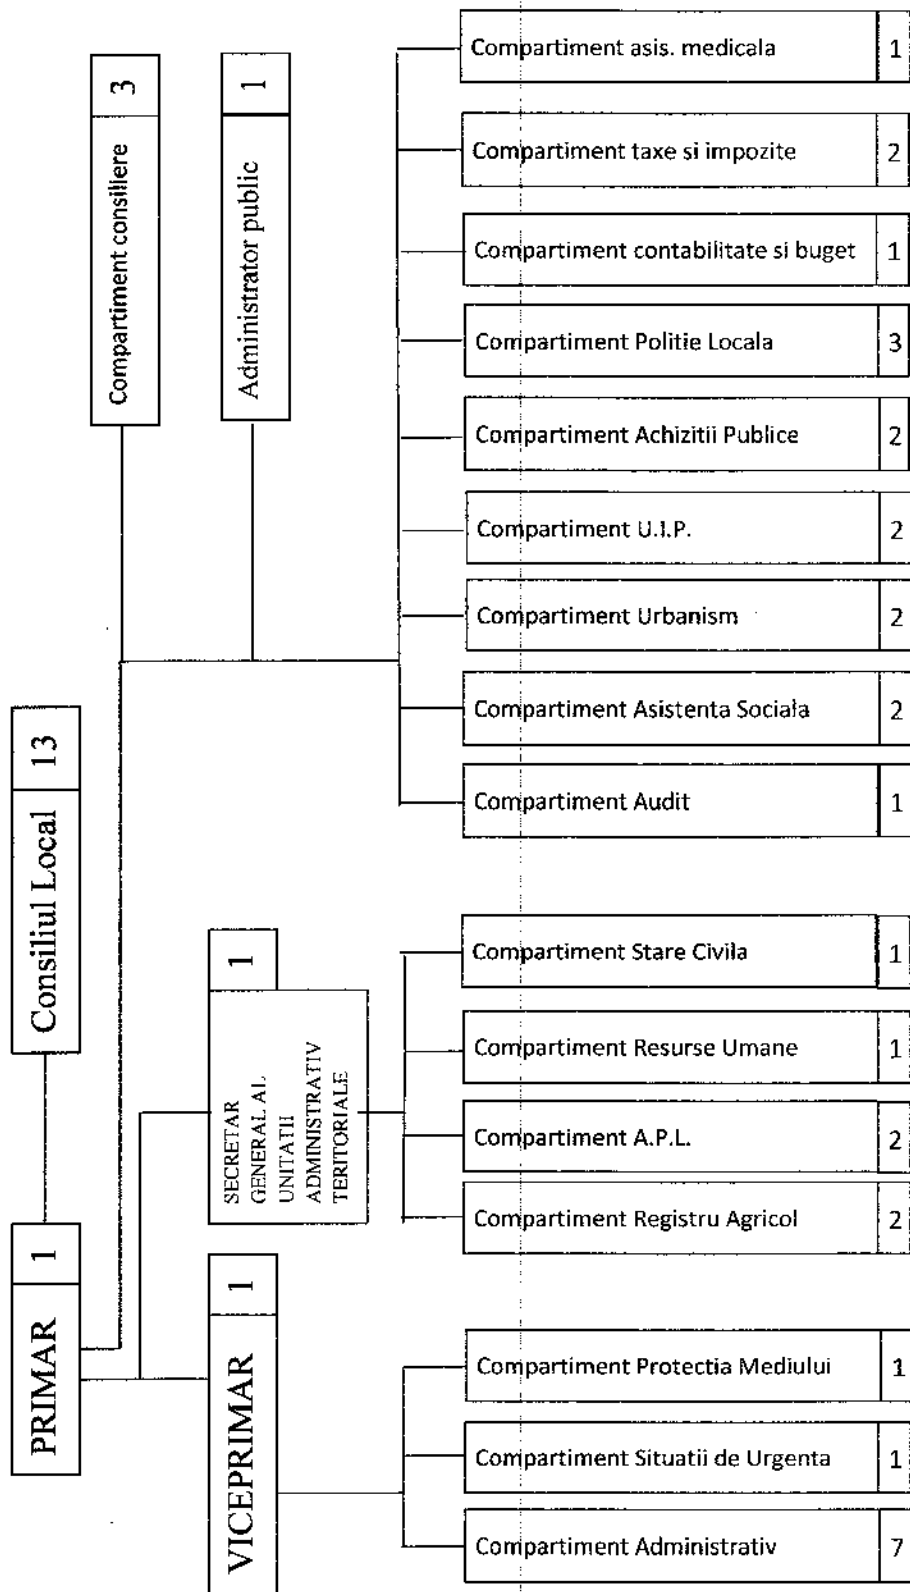 PRIMAR 1
Consiliul Local 13
Compartiment consiliere 3
Administrator public 1
VICEPRIMAR 1
SECRETAR
GENERAL AL
UNITATII
ADMINISTRATIV
TERITORIALE
1
Compartiment asis. medicala 1
Compartiment taxe si impozite 2
Compartiment contabilitate si buget 1
Compartiment Politie Locala 3
Compartiment Achizitii Publice 2
Compartiment U.I.P. 2
Compartiment Urbanism 2
Compartiment Asistenta Sociala 2
Compartiment Audit 1
Compartiment Stare Civila 1
Compartiment Resurse Umane 1
Compartiment A.P.L. 2
Compartiment Registru Agricol 2
Compartiment Protectia Mediului 1
Compartiment Situatii de Urgenta 1
Compartiment Administrativ 7